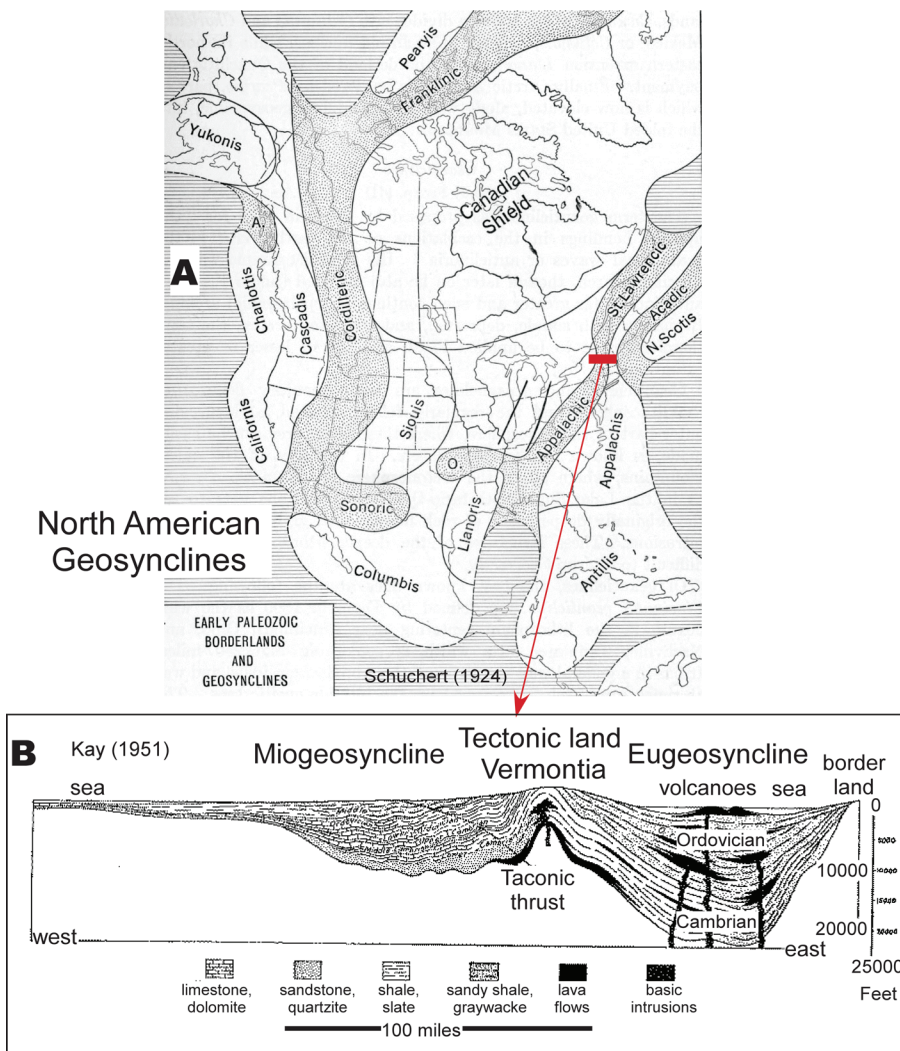 Pearyis
Franklinic
Yukonis
Canadian
Shield
A.
A
St. Lawrencic
Acadic
N. Scotis
Charlottis
Cascadis
Cordilleric
Californis
Siouis
O.
Appalachic
Appalachis
Sonoric
Llanoris
North American
Geosynclines
Columbis
Antillis
EARLY PALEOZOIC
BORDERLANDS
AND
GEOSYNCLINES
Schuchert (1924)
B
Kay (1951)
Miogeosyncline
Tectonic land
Vermontia
Eugeosyncline
border
land
sea
volcanoes
sea
0
Ordovician
5000
10000
10000
Taconic
thrust
15000
Cambrian
20000
west
east
25000
Feet
limestone,
dolomite
sandstone,
quartzite
shale,
slate
sandy shale,
graywacke
lava
flows
basic
intrusions
100 miles